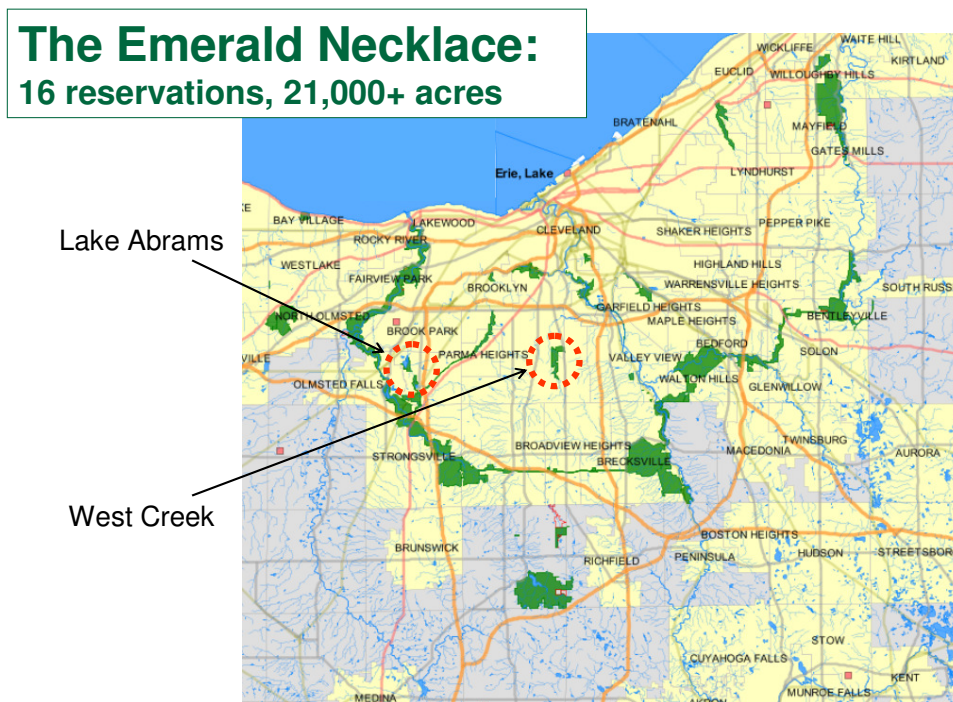 The Emerald Necklace:
16 reservations, 21,000+ acres
WAITE HILL
WICKLIFFE
KIRTLAND
EUCLID
WILLOUGHBY HILLS
BRATENAHL
MAYFIELD
GATES MILLS
Erie, Lake
LYNDHURST
KE
BAY VILLAGE
LAKEWOOD
CLEVELAND
SHAKER HEIGHTS
PEPPER PIKE
Lake Abrams
ROCKY RIVER
WESTLAKE
HIGHLAND HILLS
FAIRVIEW PARK
BROOKLYN
WARRENSVILLE HEIGHTS
SOUTH RUSS
GARFIELD HEIGHTS
NORTH OLMSTED
BENTLEYVILLE
MAPLE HEIGHTS
BROOK PARK
BEDFORD
VILLE
PARMA HEIGHTS
VALLEY VIEW
SOLON
OLMSTED FALLS
WALTON HILLS
GLENWILLOW
BROADVIEW HEIGHTS
TWINSBURG
MACEDONIA
AURORA
STRONGSVILLE
BRECKSVILLE
West Creek
BOSTON HEIGHTS
BRUNSWICK
RICHFIELD
PENINSULA
HUDSON
STREETSBOR
STOW
CUYAHOGA FALLS
KENT
MEDINA
MUNROE FALLS